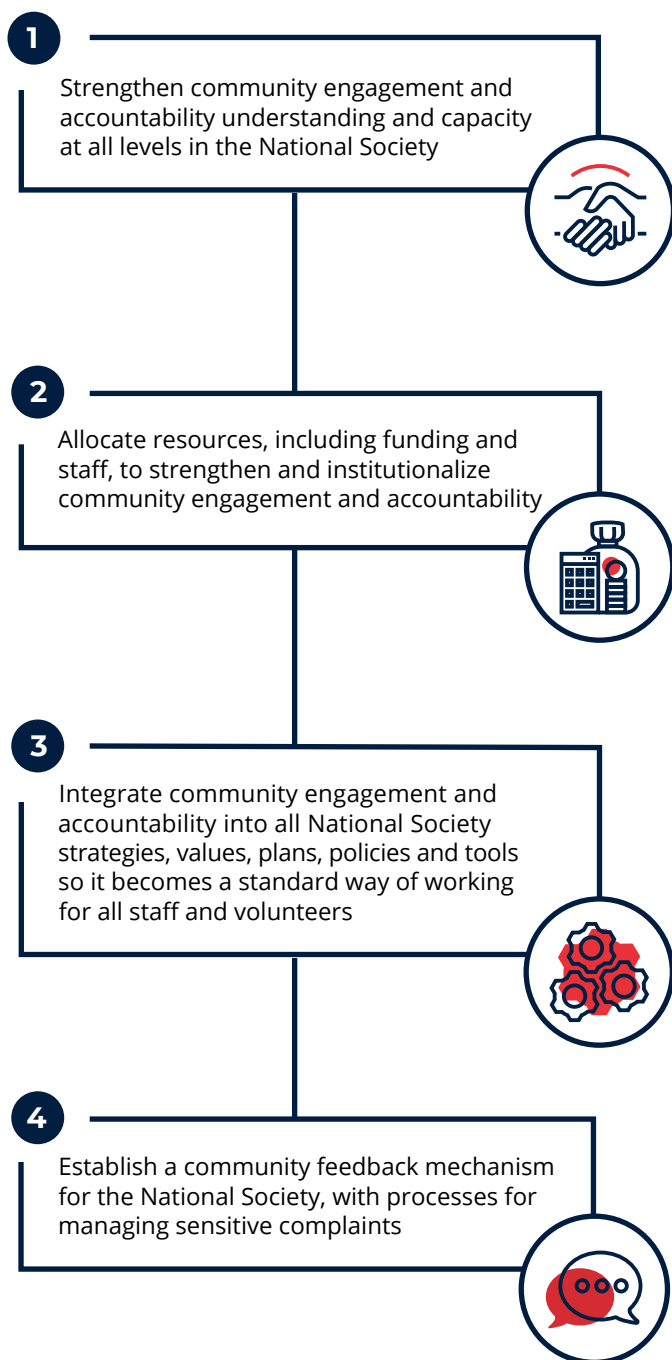 1
Strengthen community engagement and
accountability understanding and capacity
at all levels in the National Society
2
Allocate resources, including funding and
staff, to strengthen and institutionalize
community engagement and accountability
3
Integrate community engagement and
accountability into all National Society
strategies, values, plans, policies and tools
so it becomes a standard way of working
for all staff and volunteers
4
Establish a community feedback mechanism
for the National Society, with processes for
managing sensitive complaints